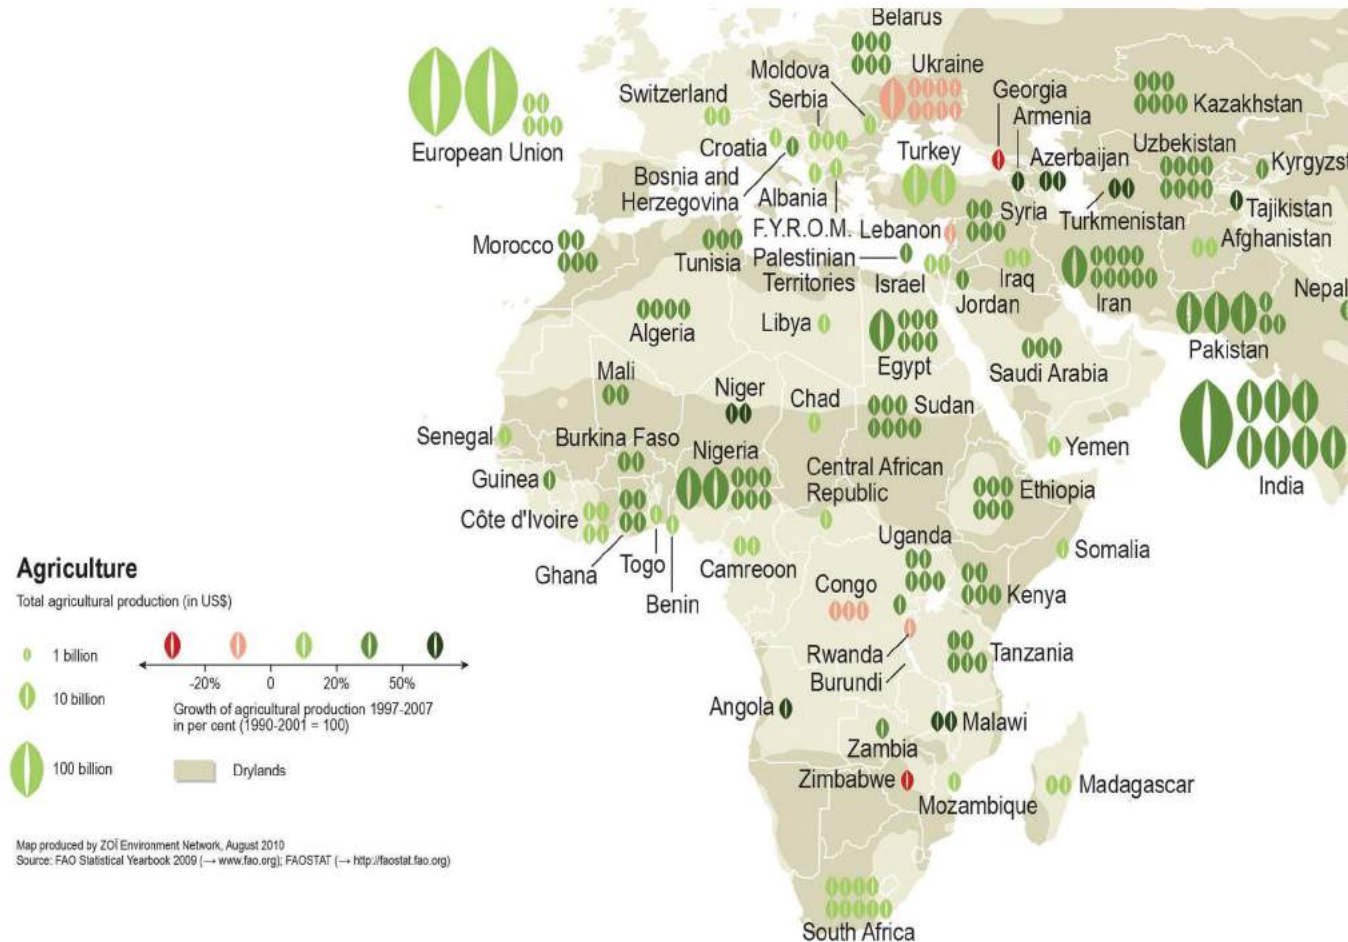 Belarus
Ukraine
Moldova
Serbia
Switzerland
Georgia
Armenia
Kazakhstan
European Union
Croatia
Turkey
Azerbaijan
Uzbekistan
Kyrgyzst
Bosnia and
Herzegovina
Albania
F.Y.R.O.M.
Lebanon
Syria
Turkmenistan
Tajikistan
Morocco
Tunisia
Palestinian
Territories
Israel
Iraq
Jordan
Iran
Afghanistan
Nepal
Algeria
Libya
Egypt
Saudi Arabia
Pakistan
Mali
Niger
Chad
Sudan
Senegal
Burkina Faso
Nigeria
Yemen
Guinea
Central African
Republic
Ethiopia
India
Côte d'Ivoire
Uganda
Somalia
Ghana
Togo
Benin
Camreoon
Congo
Kenya
Rwanda
Burundi
Tanzania
Angola
Malawi
Zambia
Zimbabwe
Mozambique
Madagascar
South Africa
Agriculture
Total agricultural production (in US$)
1 billion
10 billion
100 billion
-20% 0 20% 50%
Growth of agricultural production 1997-2007
in per cent (1990-2001 = 100)
Drylands
Map produced by ZOÏ Environment Network, August 2010
Source: FAO Statistical Yearbook 2009 (→ www.fao.org); FAOSTAT (→ http://faostat.fao.org)